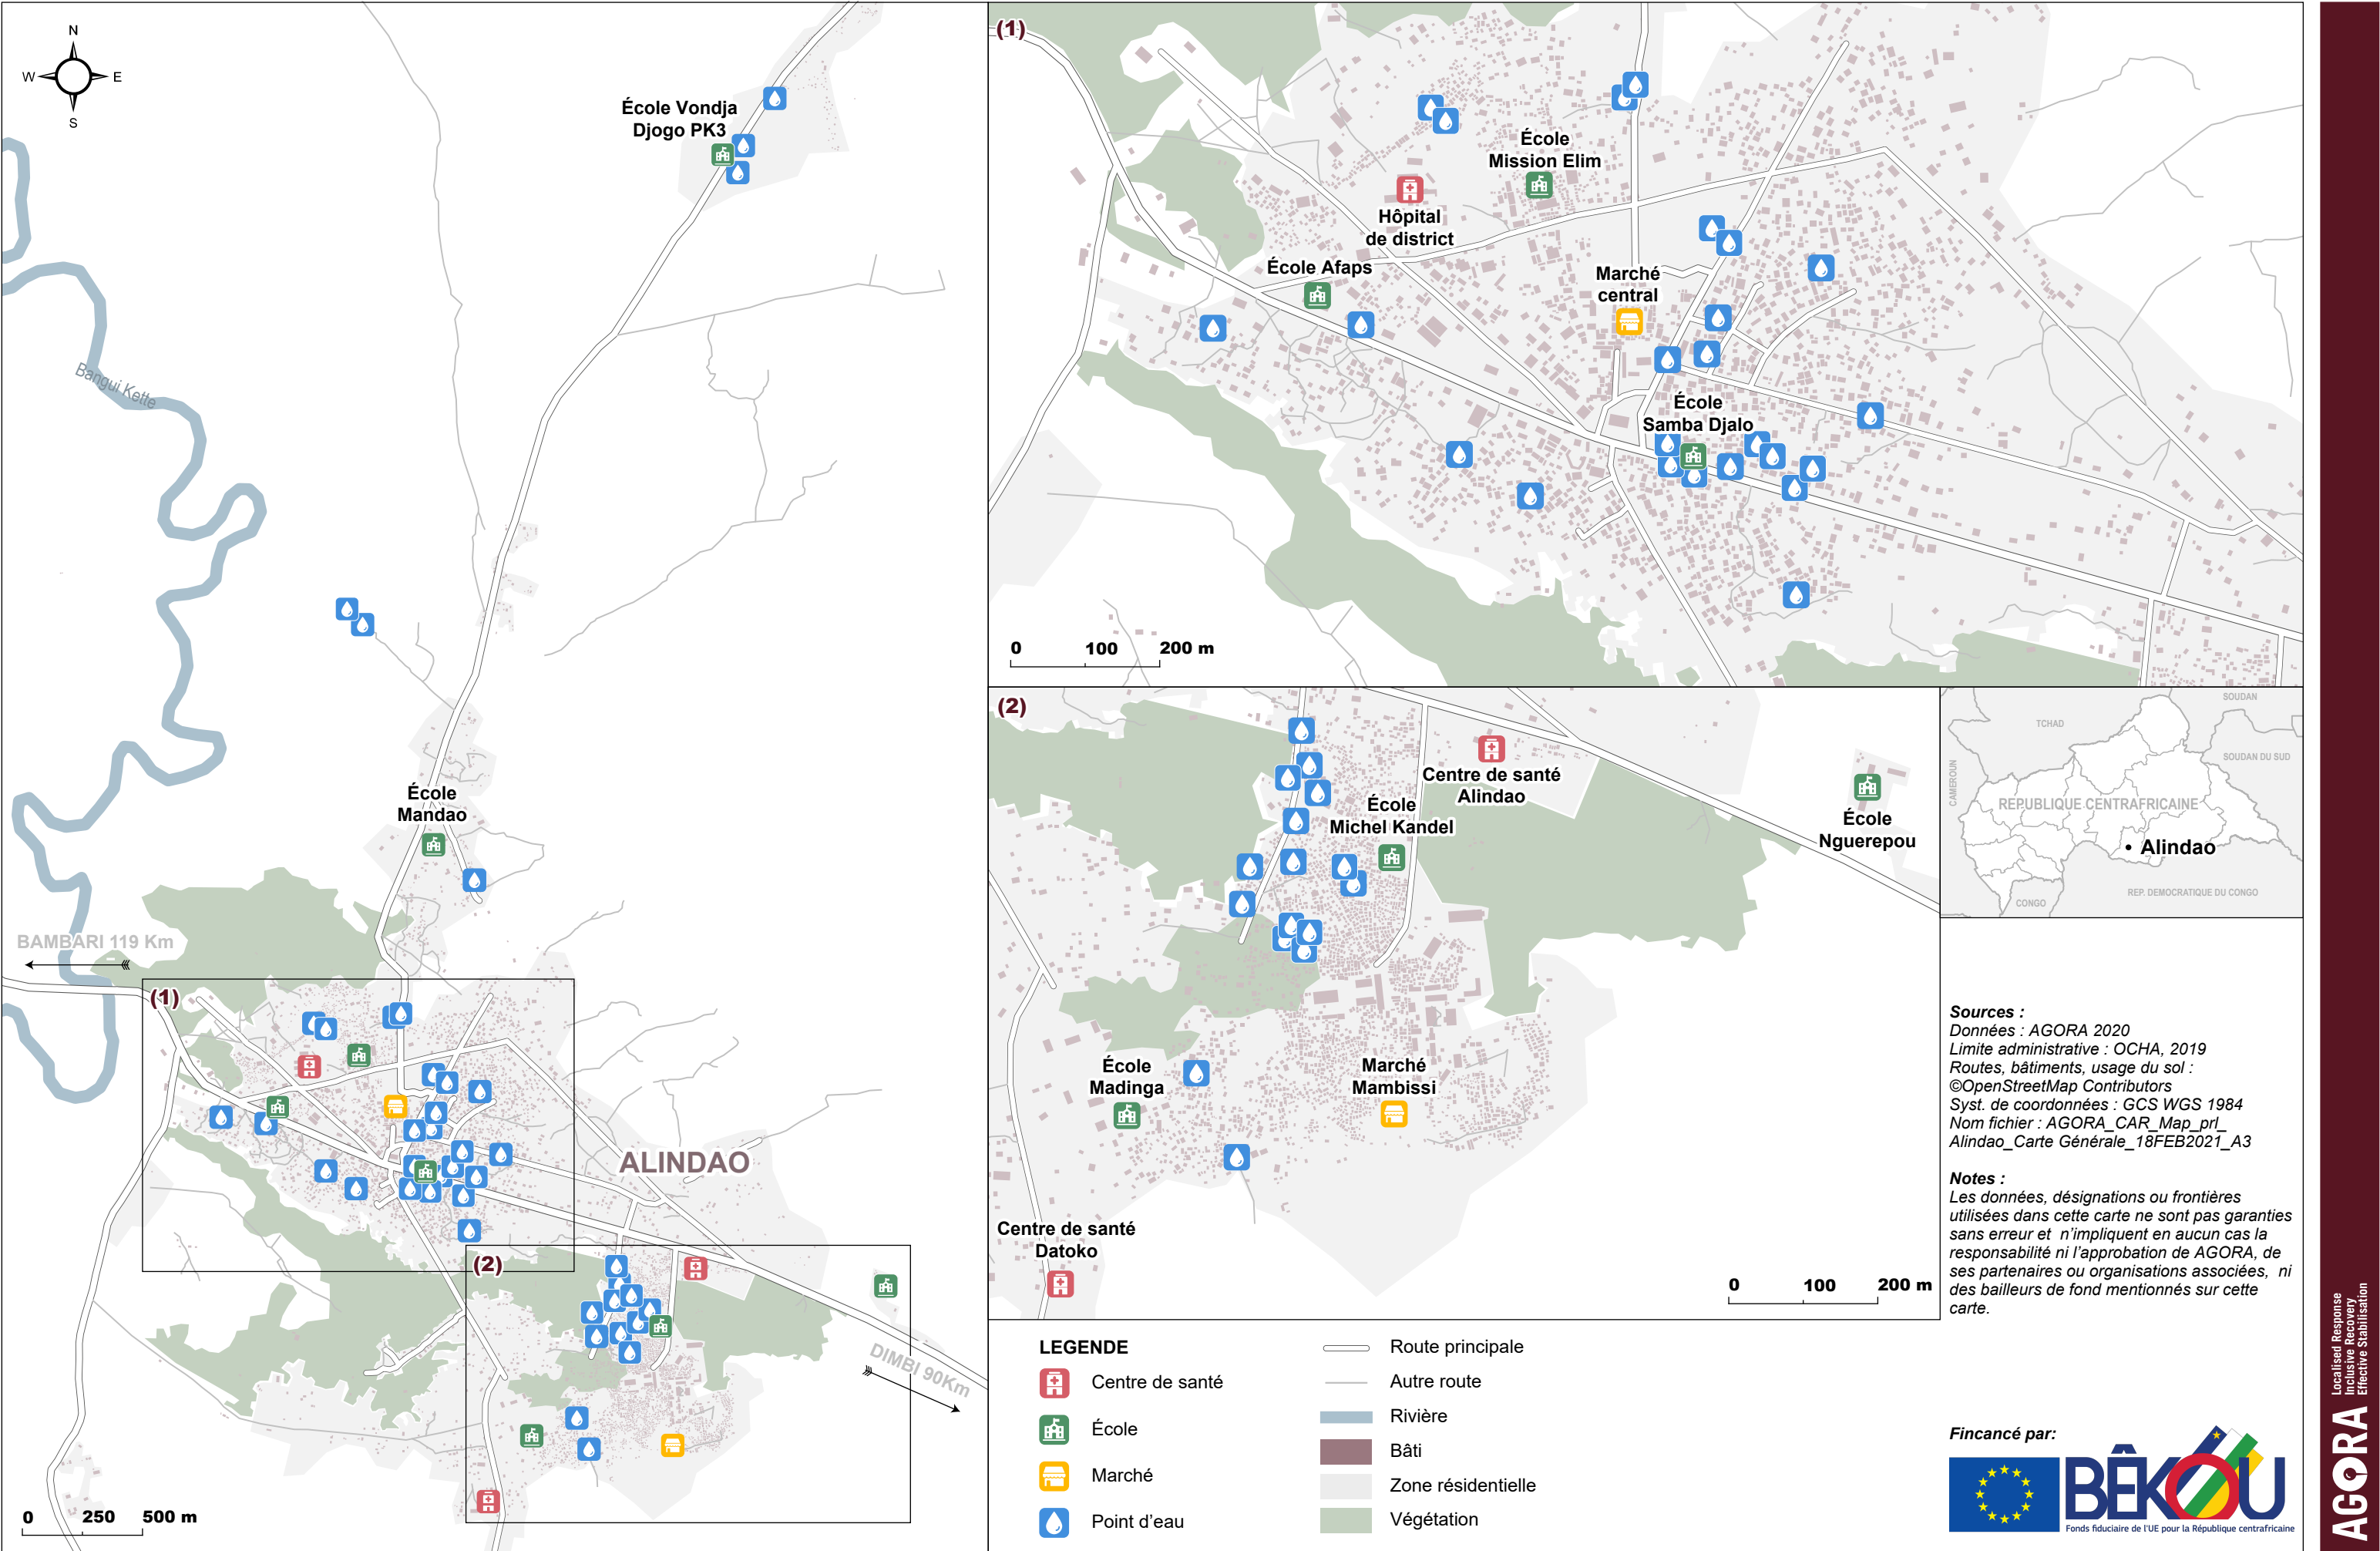 N
W
E
S
École Vondja
Djogo PK3
Bangui Kette
École
Mandao
BAMBARI 119 Km
(1)
ALINDAO
(2)
DIMBI 90Km
0 250 500 m
(1)
École
Mission Elim
Hôpital
de district
École Afaps
Marché
central
École
Samba Djalo
0 100 200 m
(2)
Centre de santé
Alindao
École
Michel Kandel
École
Nguerepou
École
Madinga
Marché
Mambissi
Centre de santé
Datoko
0 100 200 m
SOUDAN
TCHAD
SOUDAN DU SUD
CAMEROUN
REPUBLIQUE CENTRAFRICAINE
Alindao
REP. DEMOCRATIQUE DU CONGO
CONGO
LEGENDE
Centre de santé
École
Marché
Point d'eau
Route principale
Autre route
Rivière
Bâti
Zone résidentielle
Végétation
Sources :
Données : AGORA 2020
Limite administrative : OCHA, 2019
Routes, bâtiments, usage du sol :
©OpenStreetMap Contributors
Syst. de coordonnées : GCS WGS 1984
Nom fichier : AGORA_CAR_Map_prl_
Alindao_Carte Générale_18FEB2021_A3
Notes :
Les données, désignations ou frontières
utilisées dans cette carte ne sont pas garanties
sans erreur et n'impliquent en aucun cas la
responsabilité ni l'approbation de AGORA, de
ses partenaires ou organisations associées, ni
des bailleurs de fond mentionnés sur cette
carte.
Fincancé par:
BÊKOU
Fonds fiduciaire de l'UE pour la République centrafricaine
AGORA
Localised Response
Inclusive Recovery
Effective Stabilisation